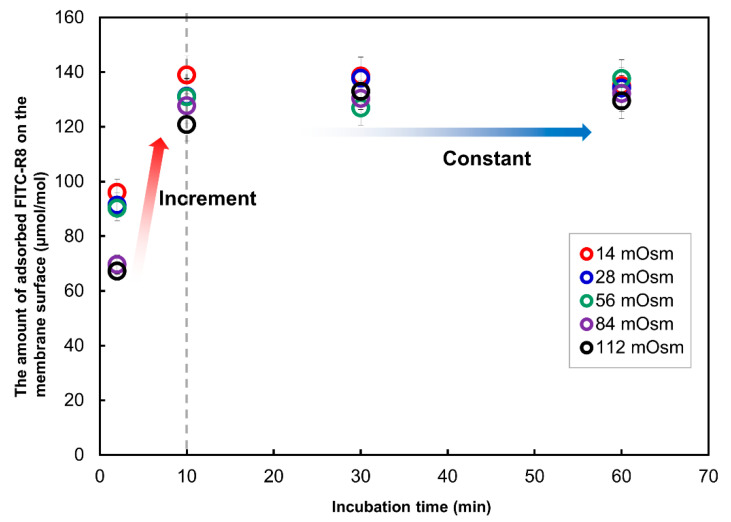 The amount of adsorbed FITC-R8 on the
membrane surface (μmol/mol)
160
140
120
100
80
60
40
20
0
0
10
20
30
40
50
60
70
Incubation time (min)
Increment
Constant
14 mOsm
28 mOsm
56 mOsm
84 mOsm
112 mOsm